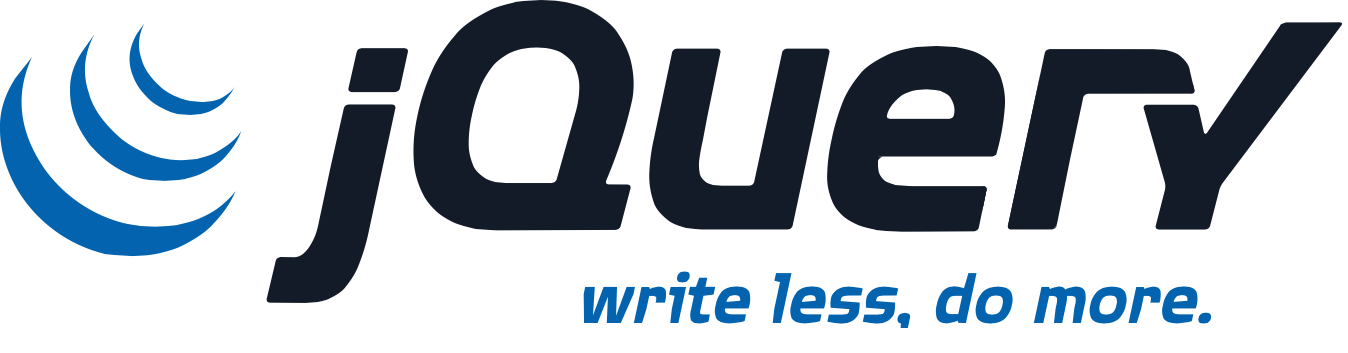 jQuery
write less, do more.